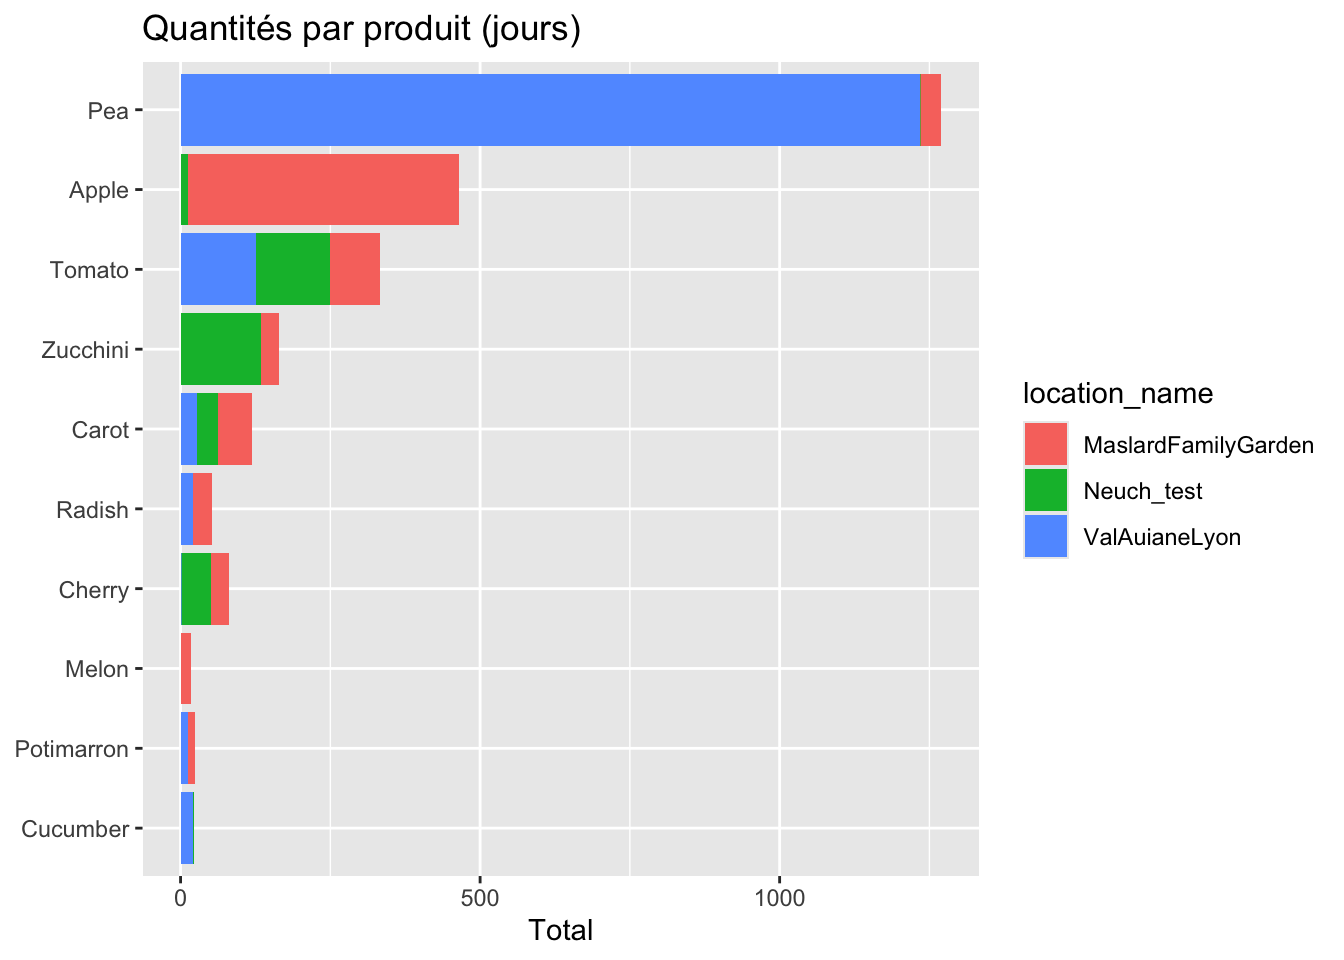 Quantités par produit (jours)
Pea
Apple
Tomato
Zucchini
Carot
Radish
Cherry
Melon
Potimarron
Cucumber
0 500 1000
Total
location_name
MaslardFamilyGarden
Neuch_test
ValAuianeLyon